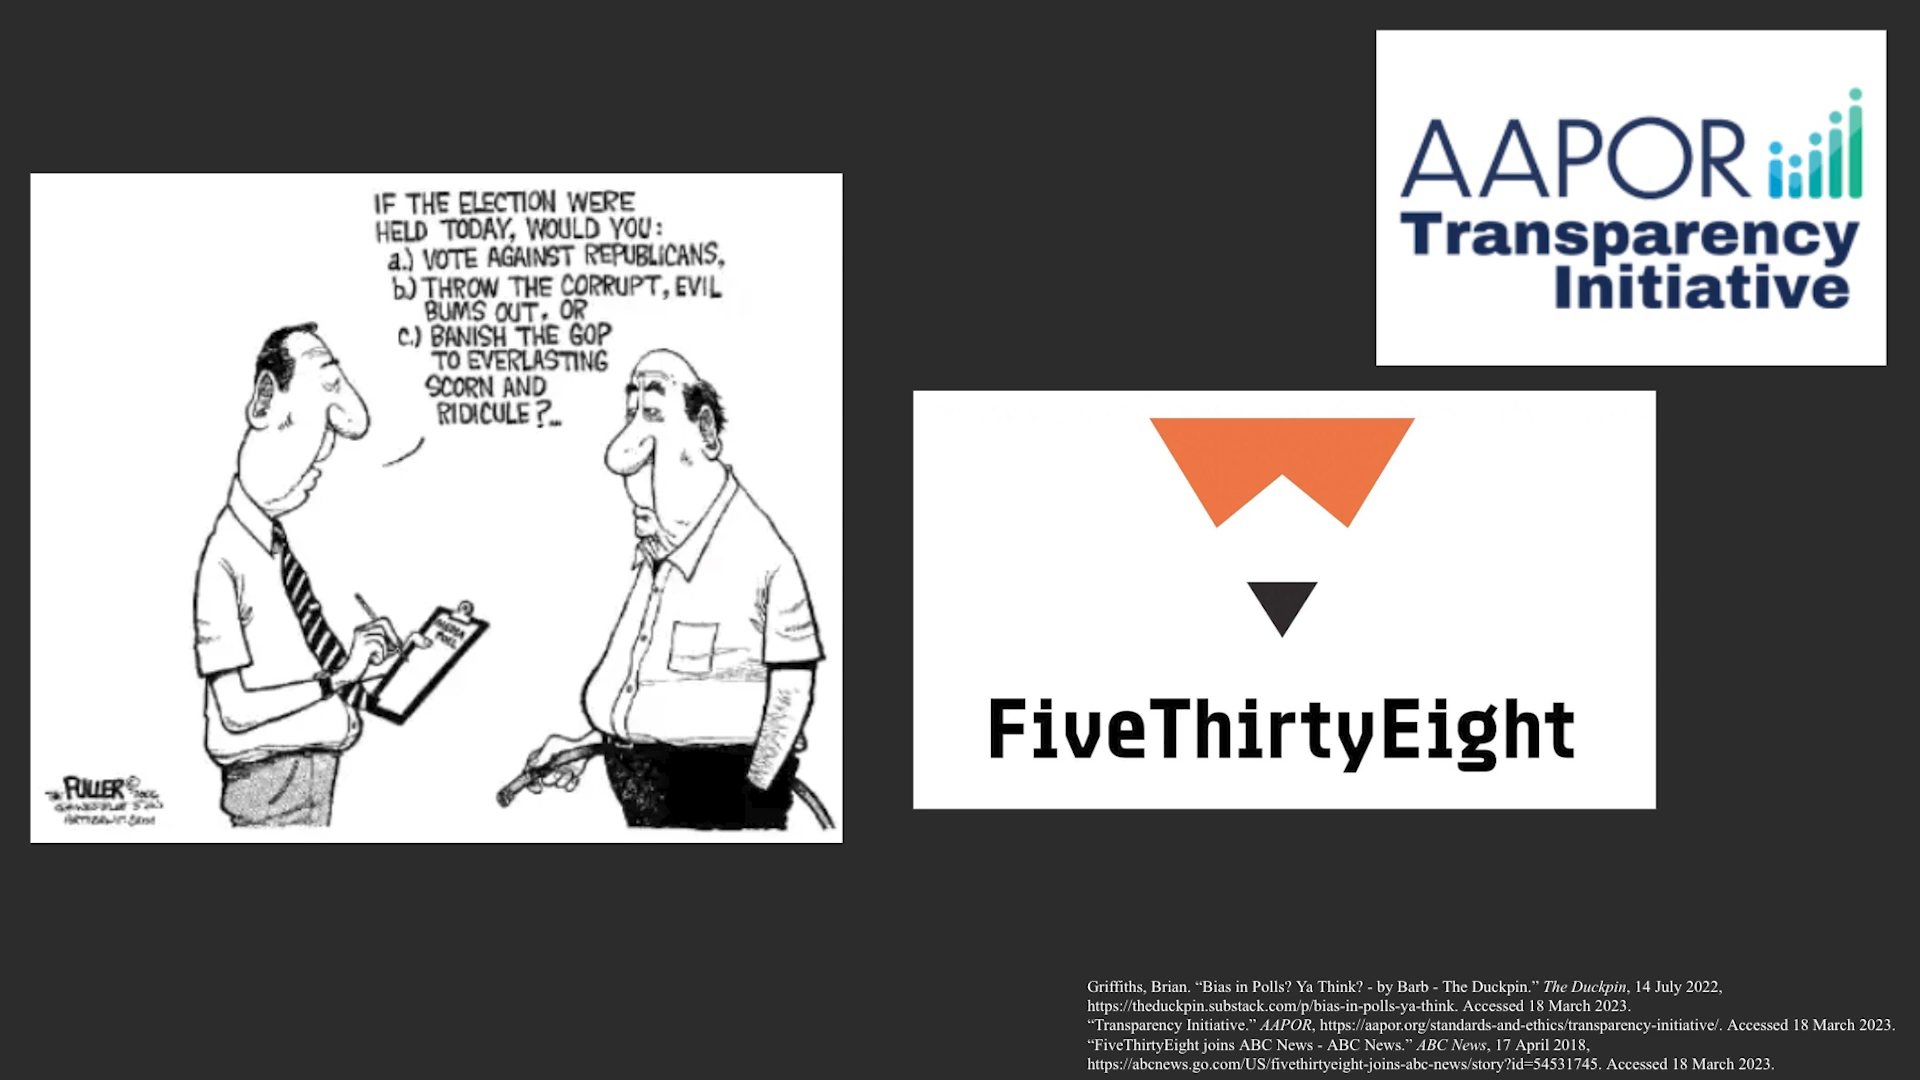 IF THE ELECTION WERE
HELD TODAY, WOULD YOU:
a.) VOTE AGAINST REPUBLICANS,
b.) THROW THE CORRUPT, EVIL
BUMS OUT, OR
c.) BANISH THE GOP
TO EVERLASTING
SCORN AND
RIDICULE?...
MEDIA
POLL
FULLER ©
AAPOR
Transparency
Initiative
FiveThirtyEight
Griffiths, Brian. “Bias in Polls? Ya Think? - by Barb - The Duckpin.” The Duckpin, 14 July 2022,
https://theduckpin.substack.com/p/bias-in-polls-ya-think. Accessed 18 March 2023.
“Transparency Initiative.” AAPOR, https://aapor.org/standards-and-ethics/transparency-initiative/. Accessed 18 March 2023.
“FiveThirtyEight joins ABC News - ABC News.” ABC News, 17 April 2018,
https://abcnews.go.com/US/fivethirtyeight-joins-abc-news/story?id=54531745. Accessed 18 March 2023.